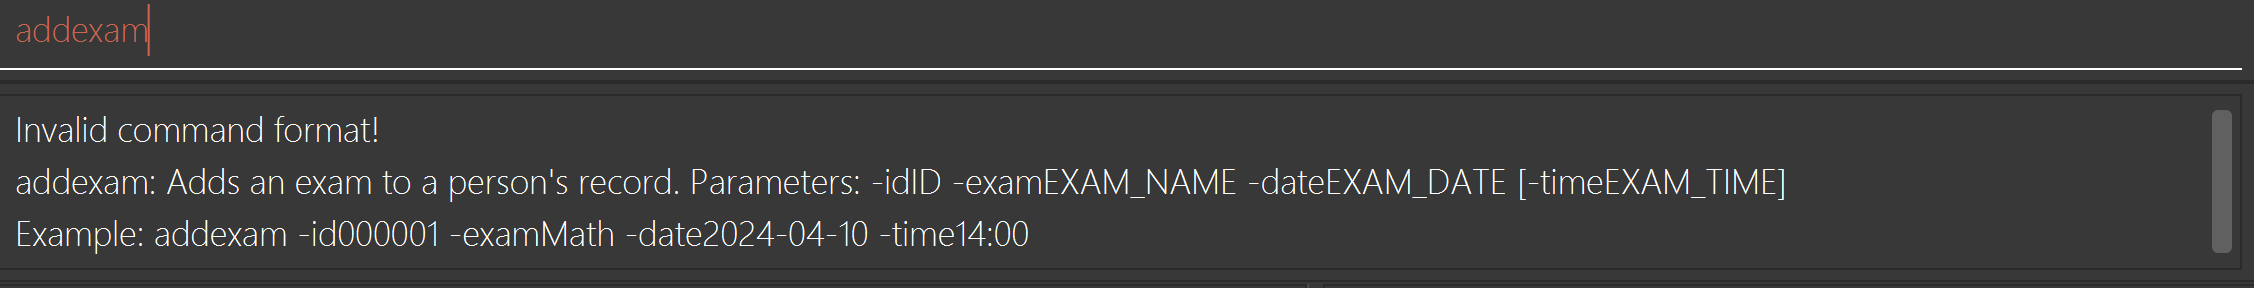 addexam
Invalid command format!
addexam: Adds an exam to a person's record. Parameters: -idID -examEXAM_NAME -dateEXAM_DATE [-timeEXAM_TIME]
Example: addexam -id000001 -examMath -date2024-04-10 -time14:00